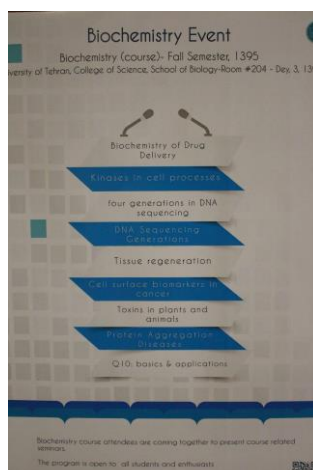 Biochemistry Event
Biochemistry (course)- Fall Semester, 1395
University of Tehran, College of Science, School of Biology-Room #204 - Dey, 3,
Biochemistry of Drug
Delivery
Kinases in cell processes
four generations in DNA
sequencing
DNA Sequencing
Generations
Tissue regeneration
Cell surface biomarkers in
cancer
Toxins in plants and
animals
Protein Aggregation
Diseases
Q10: basics & applications
Biochemistry course attendees are coming together to present course related
seminars.
The program is open to all students and enthusiasts